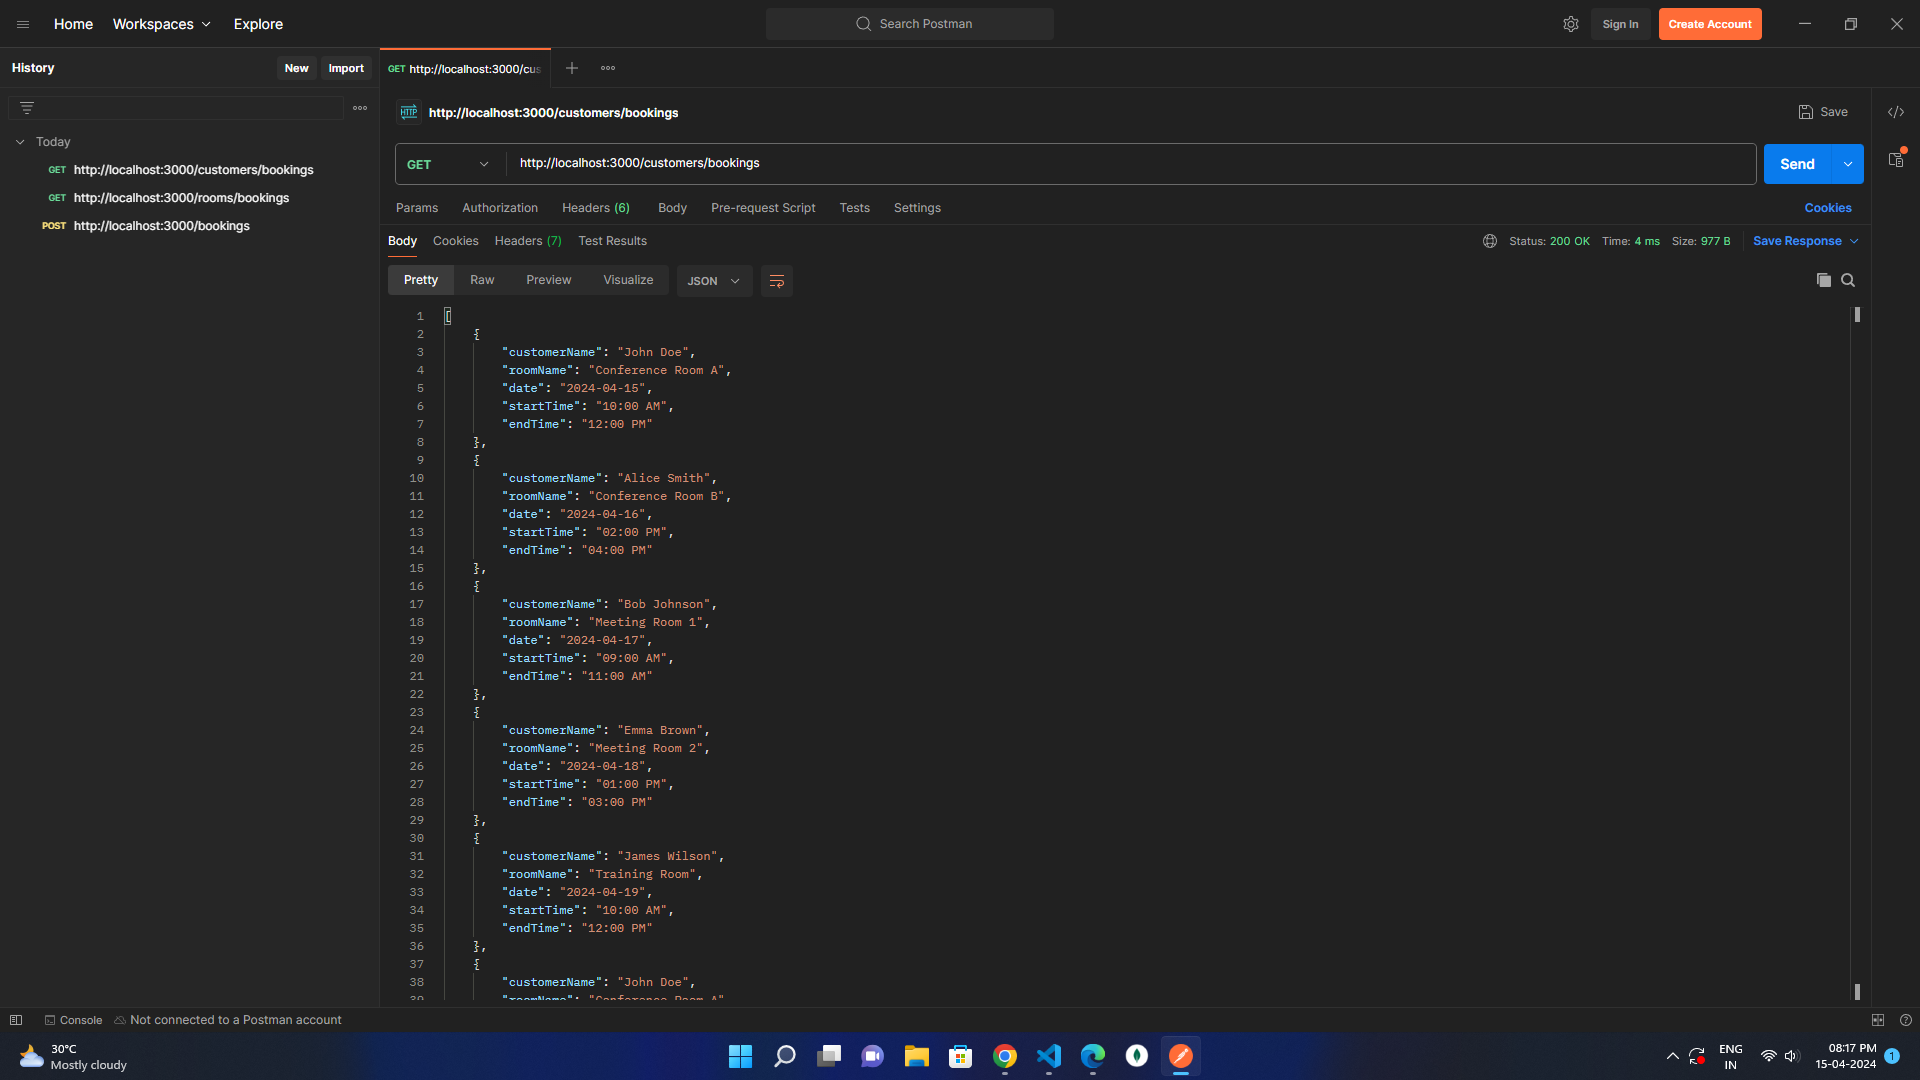 Home Workspaces Explore
Search Postman
Sign In Create Account
History New Import
GET http://localhost:3000/cus
HTTP http://localhost:3000/customers/bookings
Save
Today
GET http://localhost:3000/customers/bookings
GET http://localhost:3000/rooms/bookings
POST http://localhost:3000/bookings
GET http://localhost:3000/customers/bookings
Send
Params Authorization Headers (6) Body Pre-request Script Tests Settings
Cookies
Body Cookies Headers (7) Test Results
Status: 200 OK Time: 4 ms Size: 977 B Save Response
Pretty Raw Preview Visualize JSON
1 [
2 {
3 "customerName": "John Doe",
4 "roomName": "Conference Room A",
5 "date": "2024-04-15",
6 "startTime": "10:00 AM",
7 "endTime": "12:00 PM"
8 },
9 {
10 "customerName": "Alice Smith",
11 "roomName": "Conference Room B",
12 "date": "2024-04-16",
13 "startTime": "02:00 PM",
14 "endTime": "04:00 PM"
15 },
16 {
17 "customerName": "Bob Johnson",
18 "roomName": "Meeting Room 1",
19 "date": "2024-04-17",
20 "startTime": "09:00 AM",
21 "endTime": "11:00 AM"
22 },
23 {
24 "customerName": "Emma Brown",
25 "roomName": "Meeting Room 2",
26 "date": "2024-04-18",
27 "startTime": "01:00 PM",
28 "endTime": "03:00 PM"
29 },
30 {
31 "customerName": "James Wilson",
32 "roomName": "Training Room",
33 "date": "2024-04-19",
34 "startTime": "10:00 AM",
35 "endTime": "12:00 PM"
36 },
37 {
38 "customerName": "John Doe",
39 "roomName": "Conference Room A"
Console Not connected to a Postman account
30°C
Mostly cloudy
ENG
IN
08:17 PM
15-04-2024
1